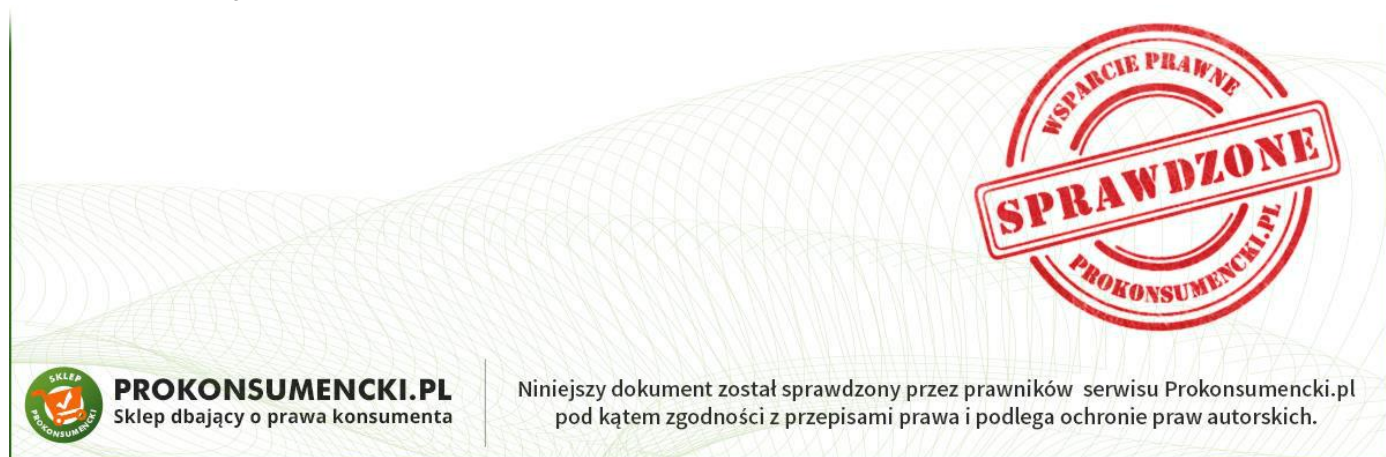 WSPARCIE PRAWNE
SPRAWDZONE
PROKONSUMENCKI.PL
SKLEP
PROKONSUMENCKI
PROKONSUMENCKI.PL
Sklep dbający o prawa konsumenta
Niniejszy dokument został sprawdzony przez prawników serwisu Prokonsumencki.pl
pod kątem zgodności z przepisami prawa i podlega ochronie praw autorskich.